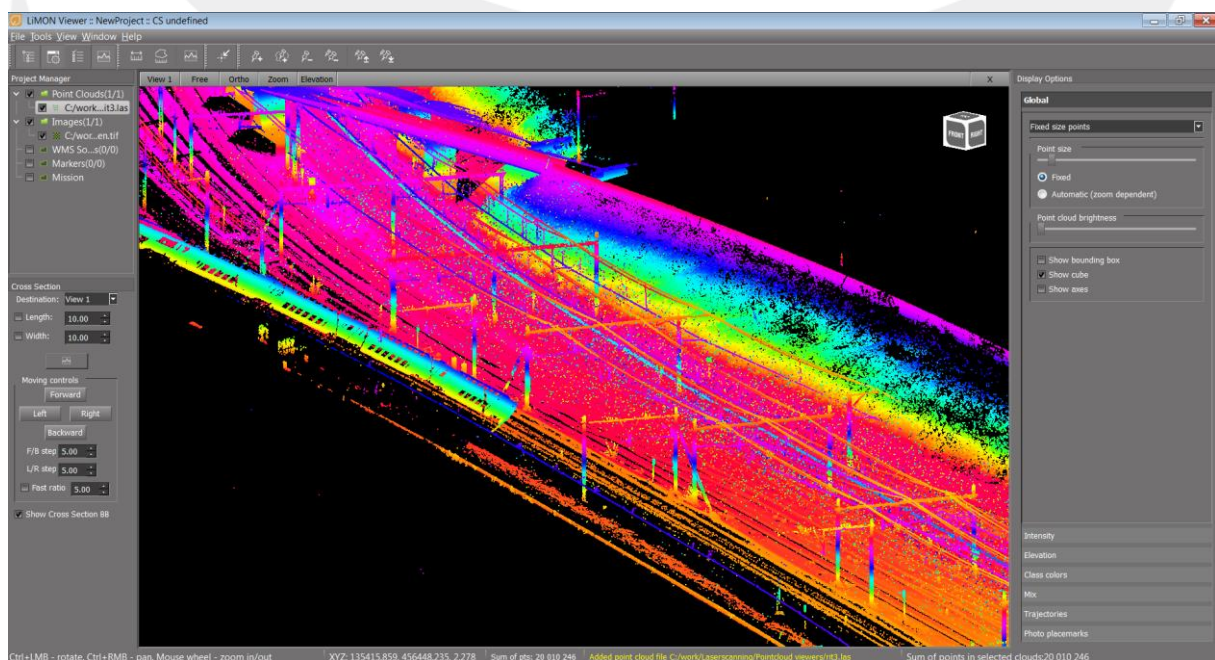 LiMON Viewer :: NewProject :: CS undefined
File Tools View Window Help
Project Manager
Point Clouds(1/1)
C:/work...it3.las
Images(1/1)
C:/wor...en.tif
WMS So...s(0/0)
Markers(0/0)
Mission
Cross Section
Destination: View 1
Length: 10.00
Width: 10.00
Moving controls
Forward
Left Right
Backward
F/B step 5.00
L/R step 5.00
Fast ratio 5.00
Show Cross Section BB
View 1 Free Ortho Zoom Elevation X
FRONT RIGHT
Display Options
Global
Fixed size points
Point size
Fixed
Automatic (zoom dependent)
Point cloud brightness
Show bounding box
Show cube
Show axes
Intensity
Elevation
Class colors
Mix
Trajectories
Photo placemarks
Ctrl+LMB - rotate, Ctrl+RMB - pan, Mouse wheel - zoom in/out XYZ: 135415.859, 456448.235, 2.278 Sum of pts: 20 010 246 Added point cloud file C:/work/Laserscanning/Pointcloud viewers/rit3.las Sum of points in selected clouds:20 010 246